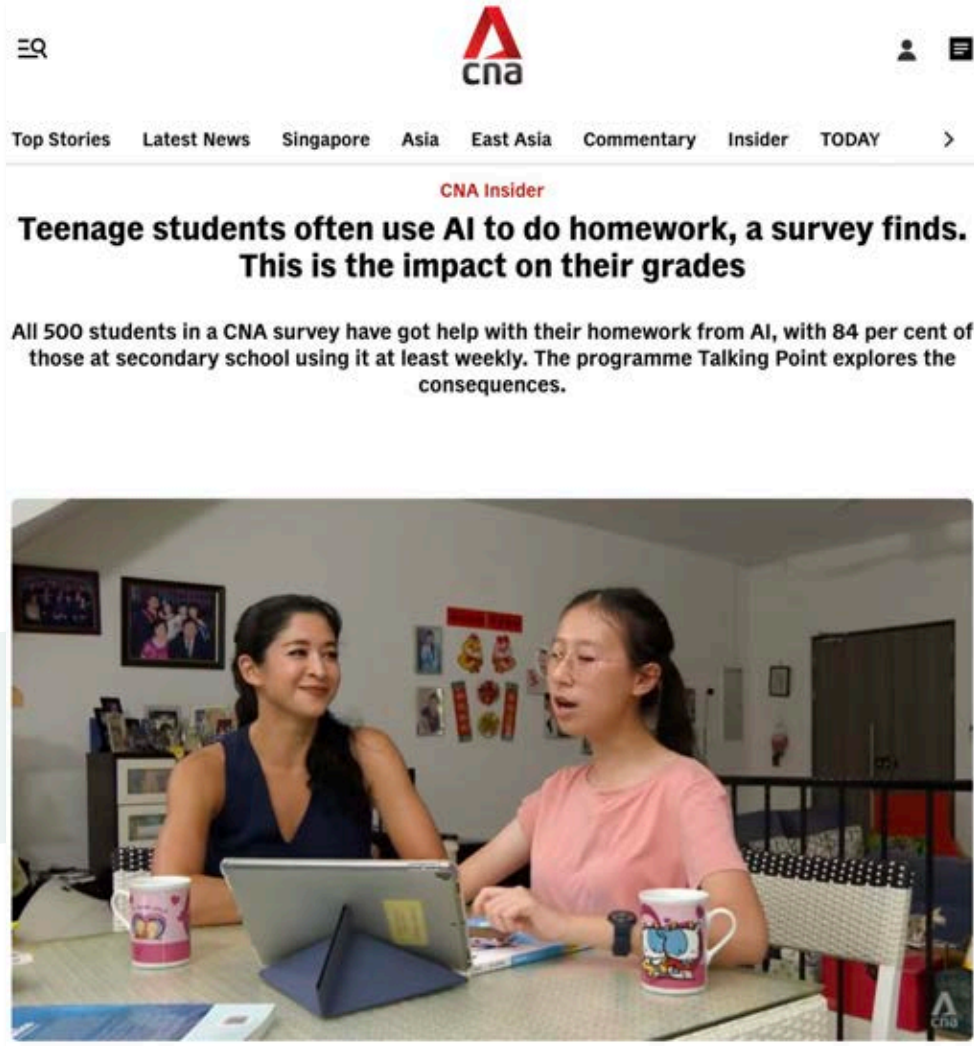 cna
Top Stories Latest News Singapore Asia East Asia Commentary Insider TODAY
CNA Insider
Teenage students often use AI to do homework, a survey finds.
This is the impact on their grades
All 500 students in a CNA survey have got help with their homework from AI, with 84 per cent of
those at secondary school using it at least weekly. The programme Talking Point explores the
consequences.
cna